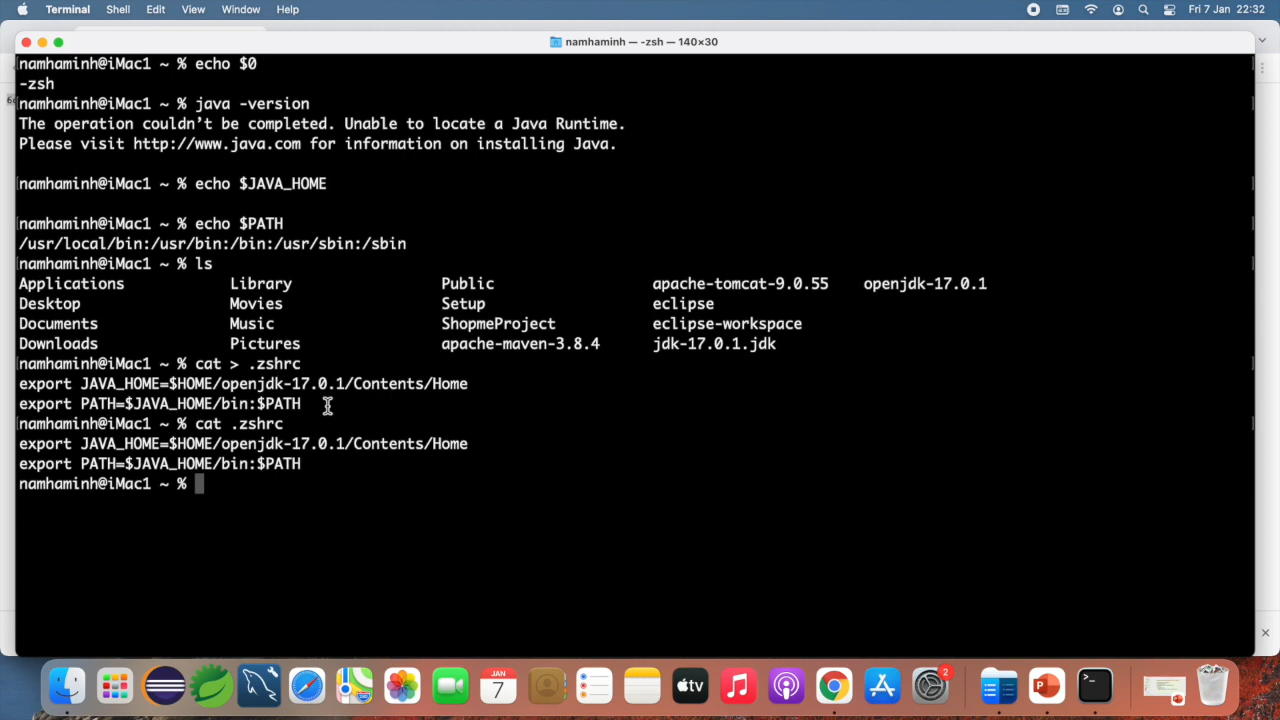 Terminal Shell Edit View Window Help Fri 7 Jan 22:32
namhaminh — -zsh — 140×30
namhaminh@iMac1 ~ % echo $0
-zsh
namhaminh@iMac1 ~ % java -version
The operation couldn’t be completed. Unable to locate a Java Runtime.
Please visit http://www.java.com for information on installing Java.
namhaminh@iMac1 ~ % echo $JAVA_HOME
namhaminh@iMac1 ~ % echo $PATH
/usr/local/bin:/usr/bin:/bin:/usr/sbin:/sbin
namhaminh@iMac1 ~ % ls
Applications Library Public apache-tomcat-9.0.55 openjdk-17.0.1
Desktop Movies Setup eclipse
Documents Music ShopmeProject eclipse-workspace
Downloads Pictures apache-maven-3.8.4 jdk-17.0.1.jdk
namhaminh@iMac1 ~ % cat > .zshrc
export JAVA_HOME=$HOME/openjdk-17.0.1/Contents/Home
export PATH=$JAVA_HOME/bin:$PATH
namhaminh@iMac1 ~ % cat .zshrc
export JAVA_HOME=$HOME/openjdk-17.0.1/Contents/Home
export PATH=$JAVA_HOME/bin:$PATH
namhaminh@iMac1 ~ %
JAN
7
tv
2